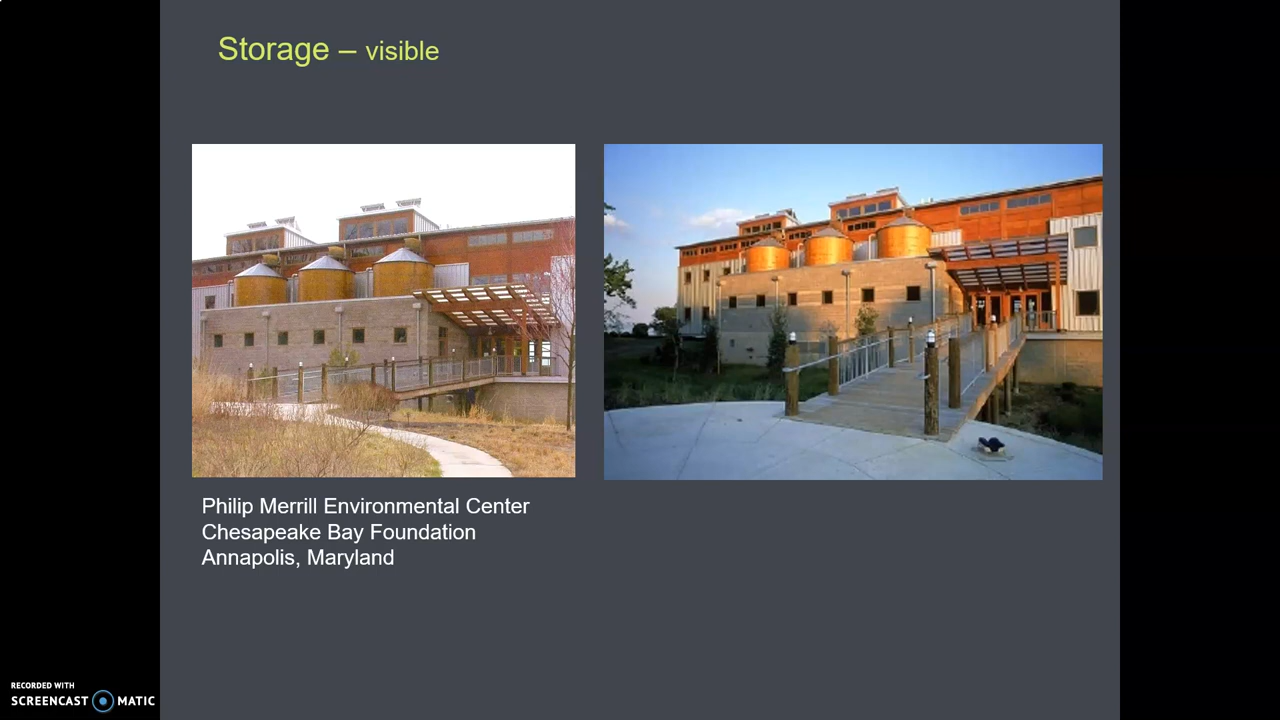 Storage – visible
Philip Merrill Environmental Center
Chesapeake Bay Foundation
Annapolis, Maryland
RECORDED WITH
SCREENCAST MATIC